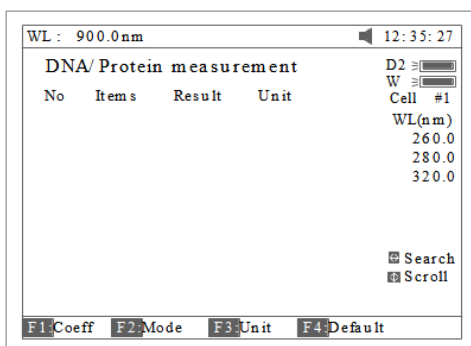 WL: 900.0nm 12:35:27
DNA/Protein measurement
D2
W
No Items Result Unit
Cell #1
WL(nm)
260.0
280.0
320.0
Search
Scroll
F1:Coeff F2:Mode F3:Unit F4:Default